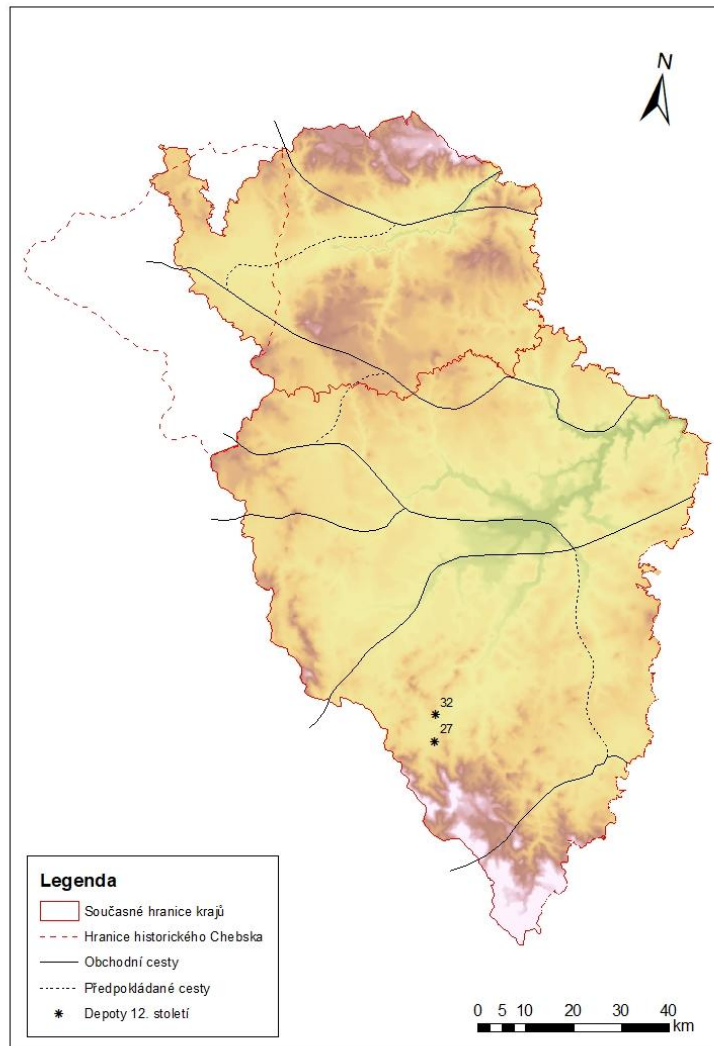 N
32
27
Legenda
Současné hranice krajů
Hranice historického Chebska
Obchodní cesty
Předpokládané cesty
Depoty 12. století
0 5 10 20 30 40
km